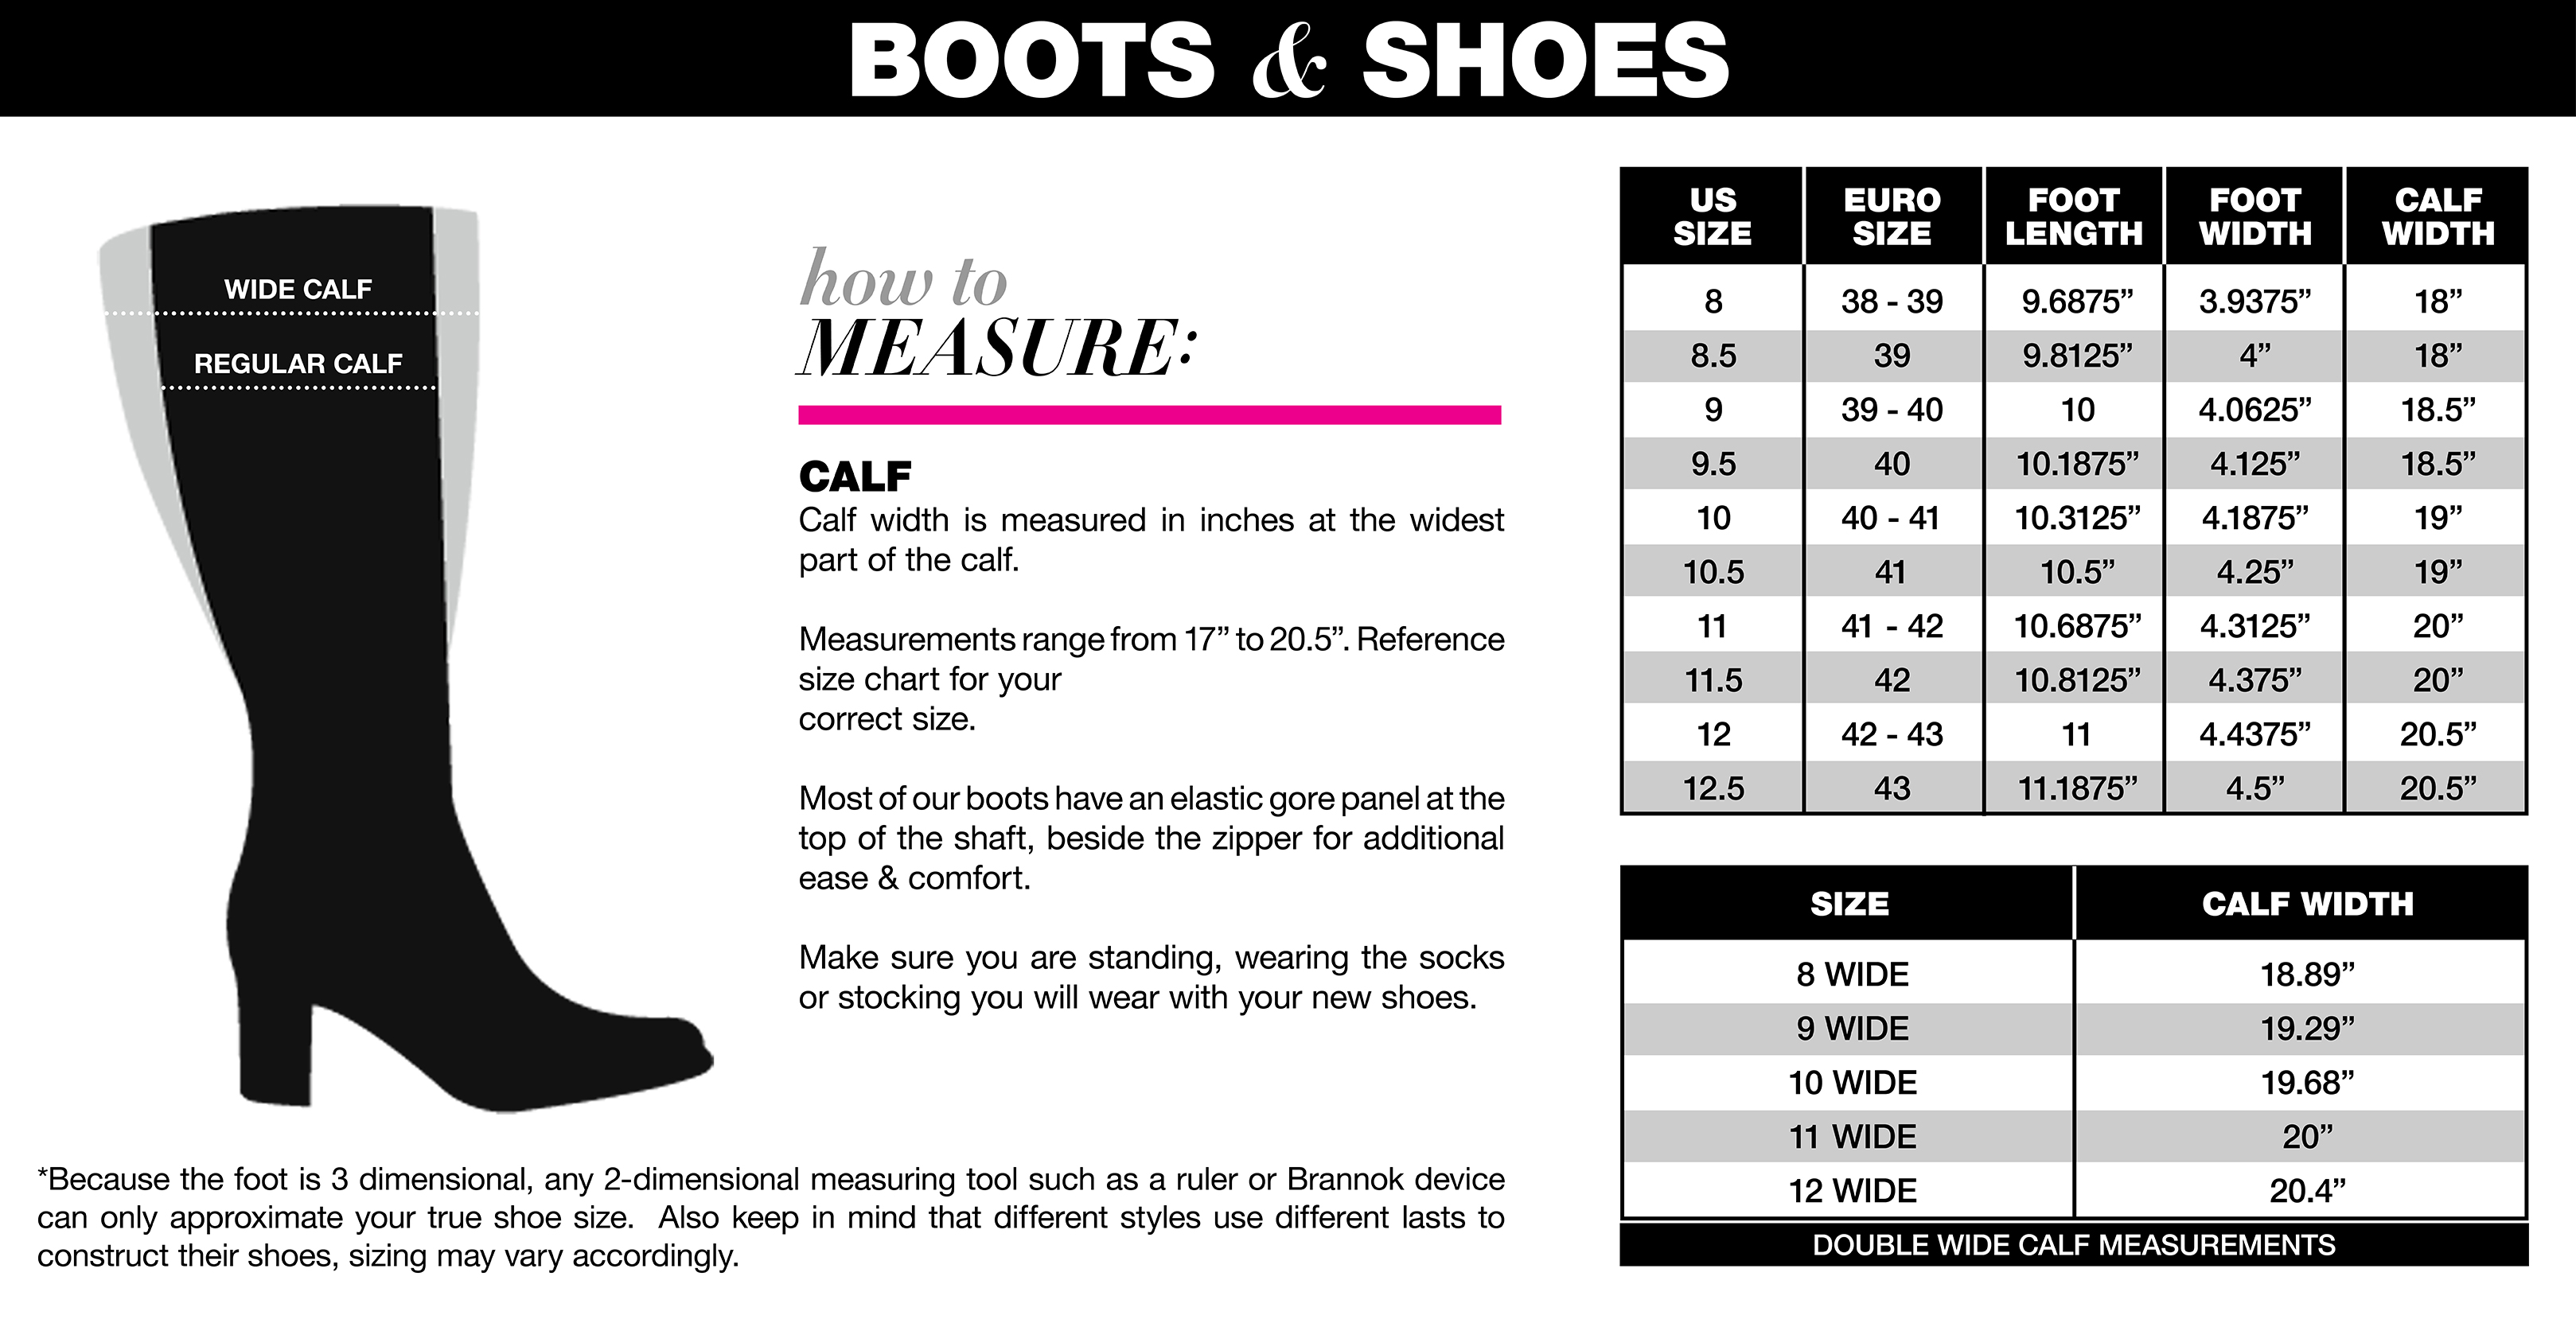 BOOTS & SHOES
WIDE CALF
REGULAR CALF
how to
MEASURE:
CALF
Calf width is measured in inches at the widest
part of the calf.
Measurements range from 17” to 20.5”. Reference
size chart for your
correct size.
Most of our boots have an elastic gore panel at the
top of the shaft, beside the zipper for additional
ease & comfort.
Make sure you are standing, wearing the socks
or stocking you will wear with your new shoes.
*Because the foot is 3 dimensional, any 2-dimensional measuring tool such as a ruler or Brannok device
can only approximate your true shoe size. Also keep in mind that different styles use different lasts to
construct their shoes, sizing may vary accordingly.
US SIZE EURO SIZE FOOT LENGTH FOOT WIDTH CALF WIDTH
8 38 - 39 9.6875” 3.9375” 18”
8.5 39 9.8125” 4” 18”
9 39 - 40 10 4.0625” 18.5”
9.5 40 10.1875” 4.125” 18.5”
10 40 - 41 10.3125” 4.1875” 19”
10.5 41 10.5” 4.25” 19”
11 41 - 42 10.6875” 4.3125” 20”
11.5 42 10.8125” 4.375” 20”
12 42 - 43 11 4.4375” 20.5”
12.5 43 11.1875” 4.5” 20.5”
SIZE CALF WIDTH
8 WIDE 18.89”
9 WIDE 19.29”
10 WIDE 19.68”
11 WIDE 20”
12 WIDE 20.4”
DOUBLE WIDE CALF MEASUREMENTS